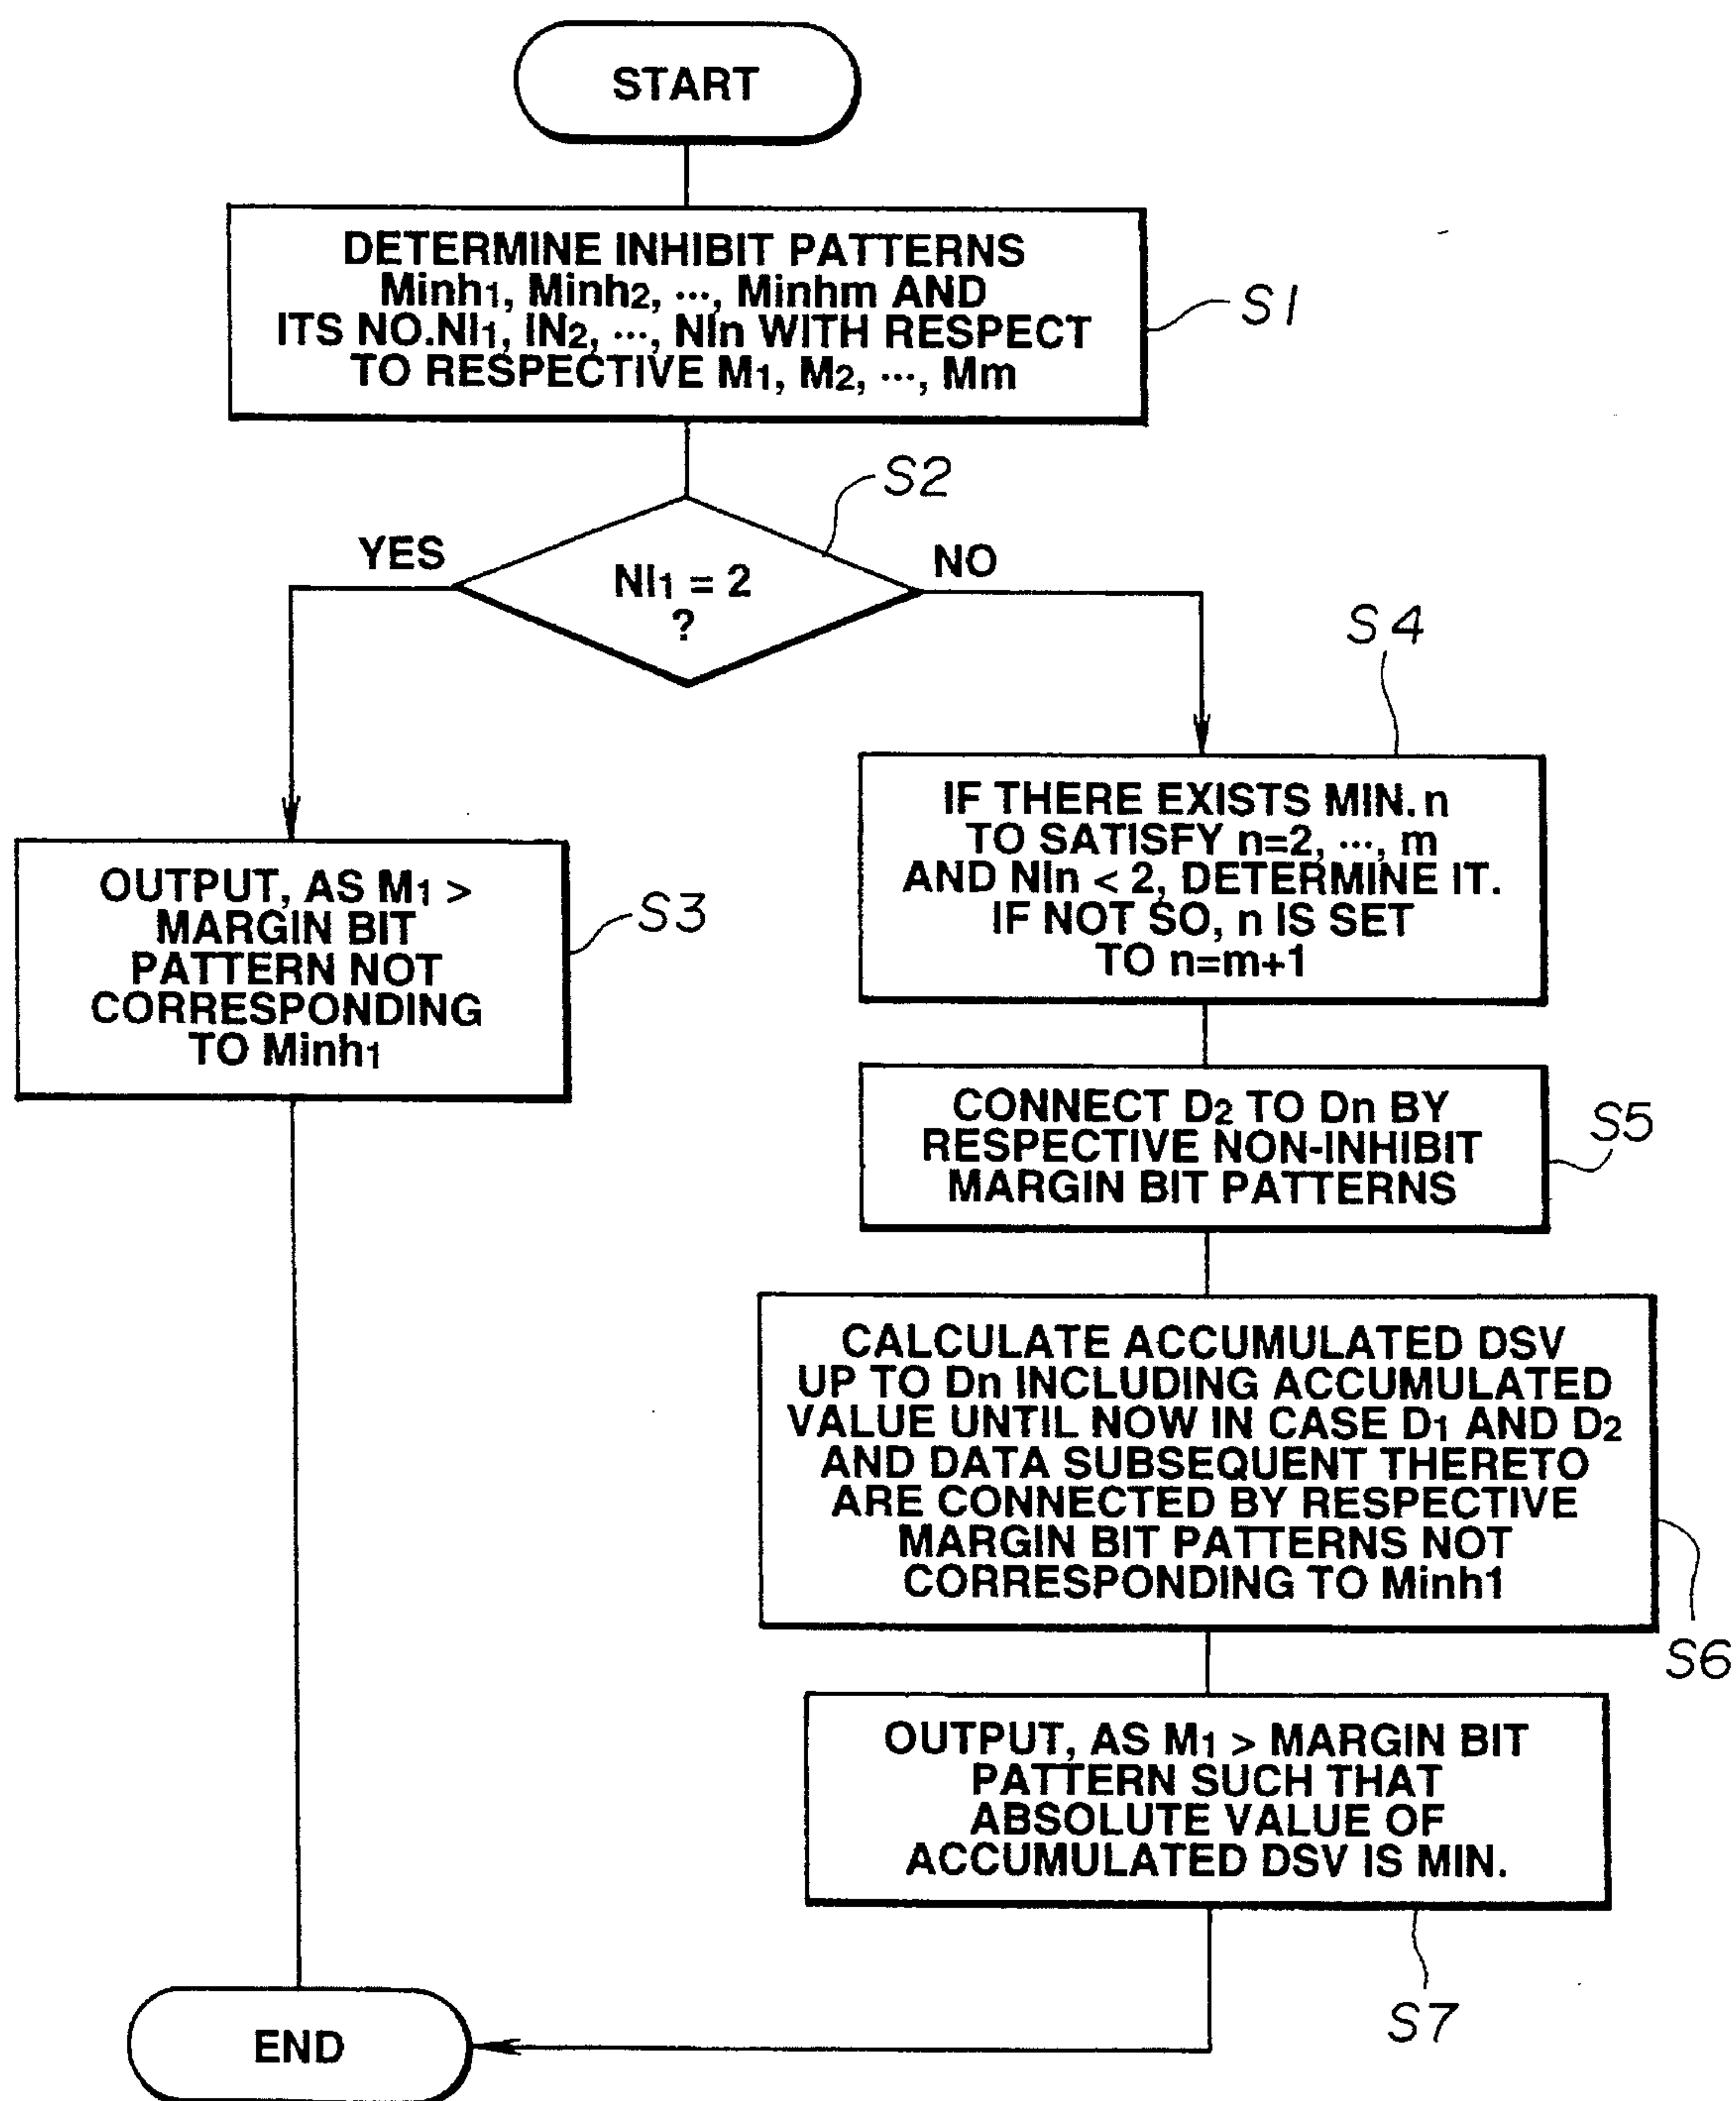 START
DETERMINE INHIBIT PATTERNS
Minh1, Minh2, ···, Minhm AND
ITS NO.NI1, IN2, ···, NIn WITH RESPECT
TO RESPECTIVE M1, M2, ···, Mm
S1
S2
YES
NO
NI1 = 2
?
S3
OUTPUT, AS M1 >
MARGIN BIT
PATTERN NOT
CORRESPONDING
TO Minh1
S4
IF THERE EXISTS MIN. n
TO SATISFY n=2, ···, m
AND NIn < 2, DETERMINE IT.
IF NOT SO, n IS SET
TO n=m+1
S5
CONNECT D2 TO Dn BY
RESPECTIVE NON-INHIBIT
MARGIN BIT PATTERNS
CALCULATE ACCUMULATED DSV
UP TO Dn INCLUDING ACCUMULATED
VALUE UNTIL NOW IN CASE D1 AND D2
AND DATA SUBSEQUENT THERETO
ARE CONNECTED BY RESPECTIVE
MARGIN BIT PATTERNS NOT
CORRESPONDING TO Minh1
S6
OUTPUT, AS M1 > MARGIN BIT
PATTERN SUCH THAT
ABSOLUTE VALUE OF
ACCUMULATED DSV IS MIN.
S7
END